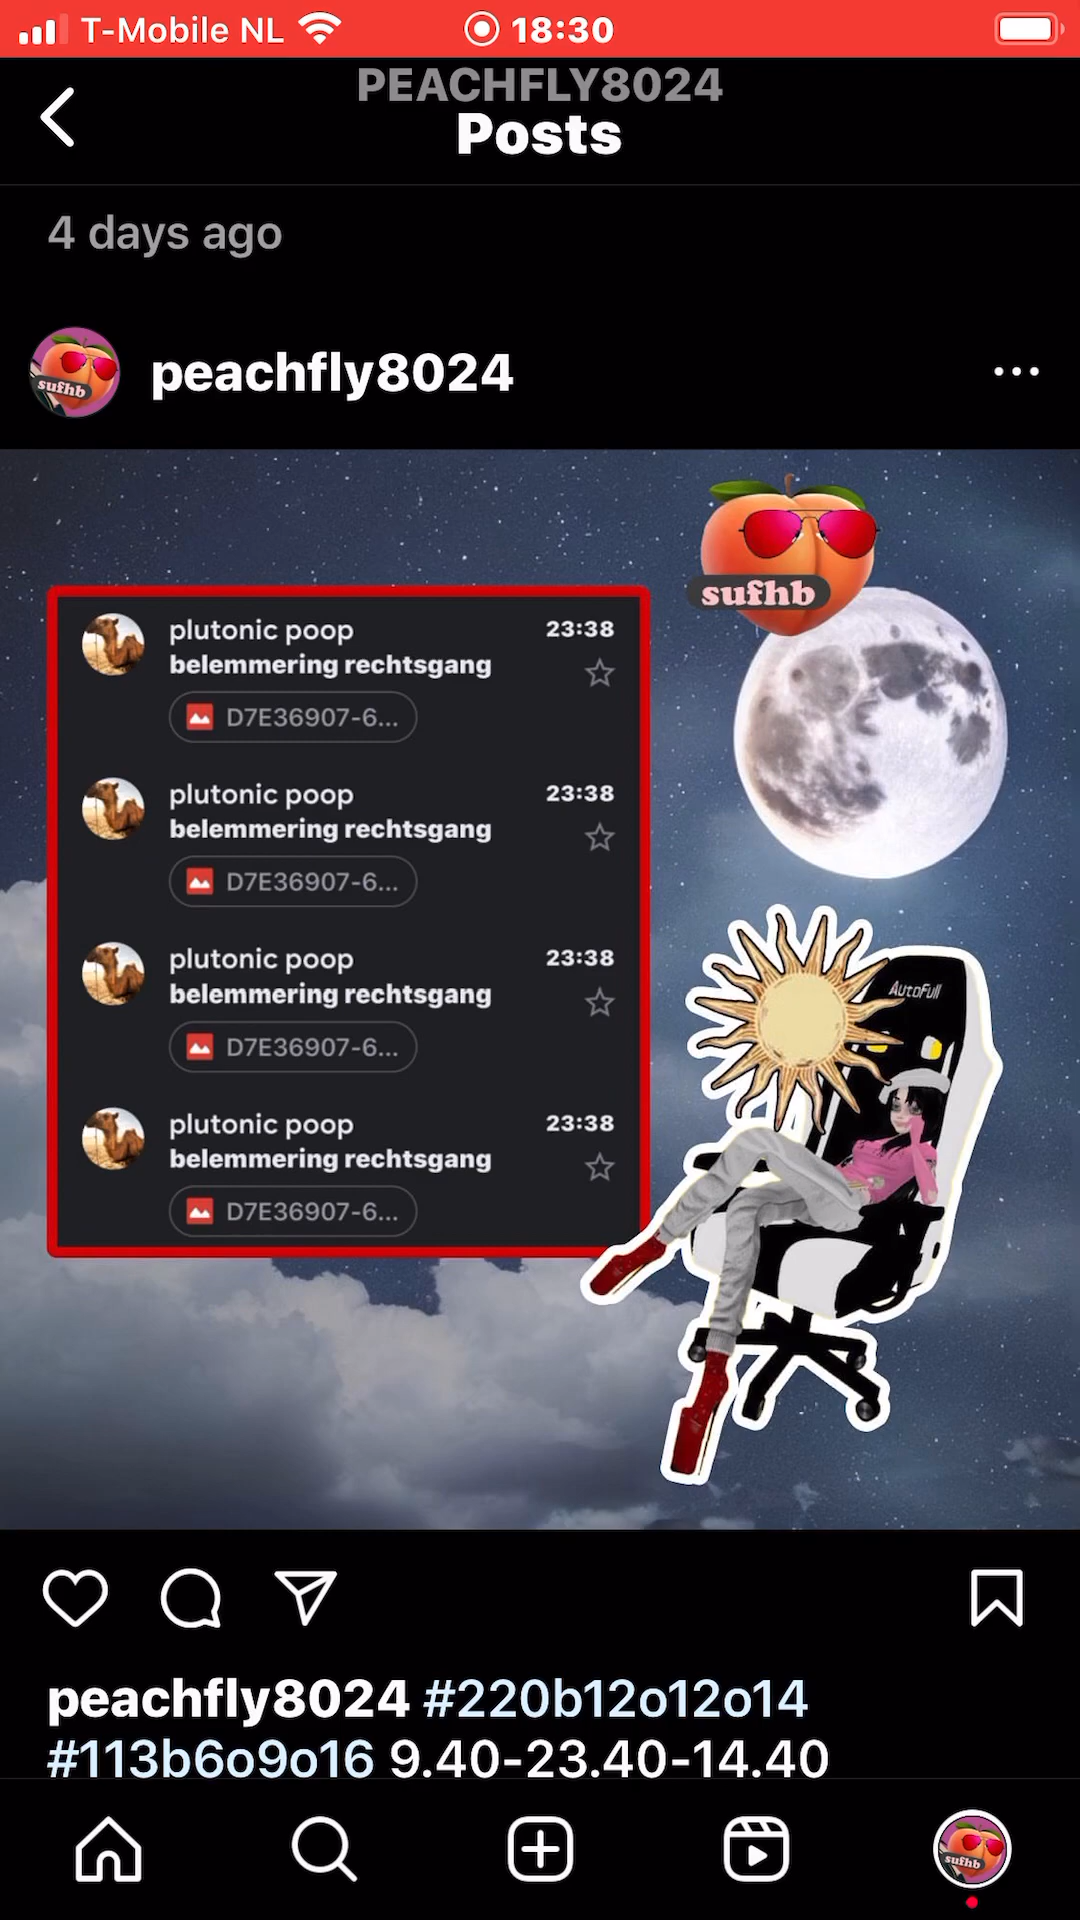 T-Mobile NL 18:30
PEACHFLY8024
Posts
4 days ago
sufhb
peachfly8024
sufhb
plutonic poop 23:38
belemmering rechtsgang
D7E36907-6...
plutonic poop 23:38
belemmering rechtsgang
D7E36907-6...
plutonic poop 23:38
belemmering rechtsgang
D7E36907-6...
plutonic poop 23:38
belemmering rechtsgang
D7E36907-6...
AutoFull
peachfly8024 #220b12o12o14
#113b6o9o16 9.40-23.40-14.40
sufhb